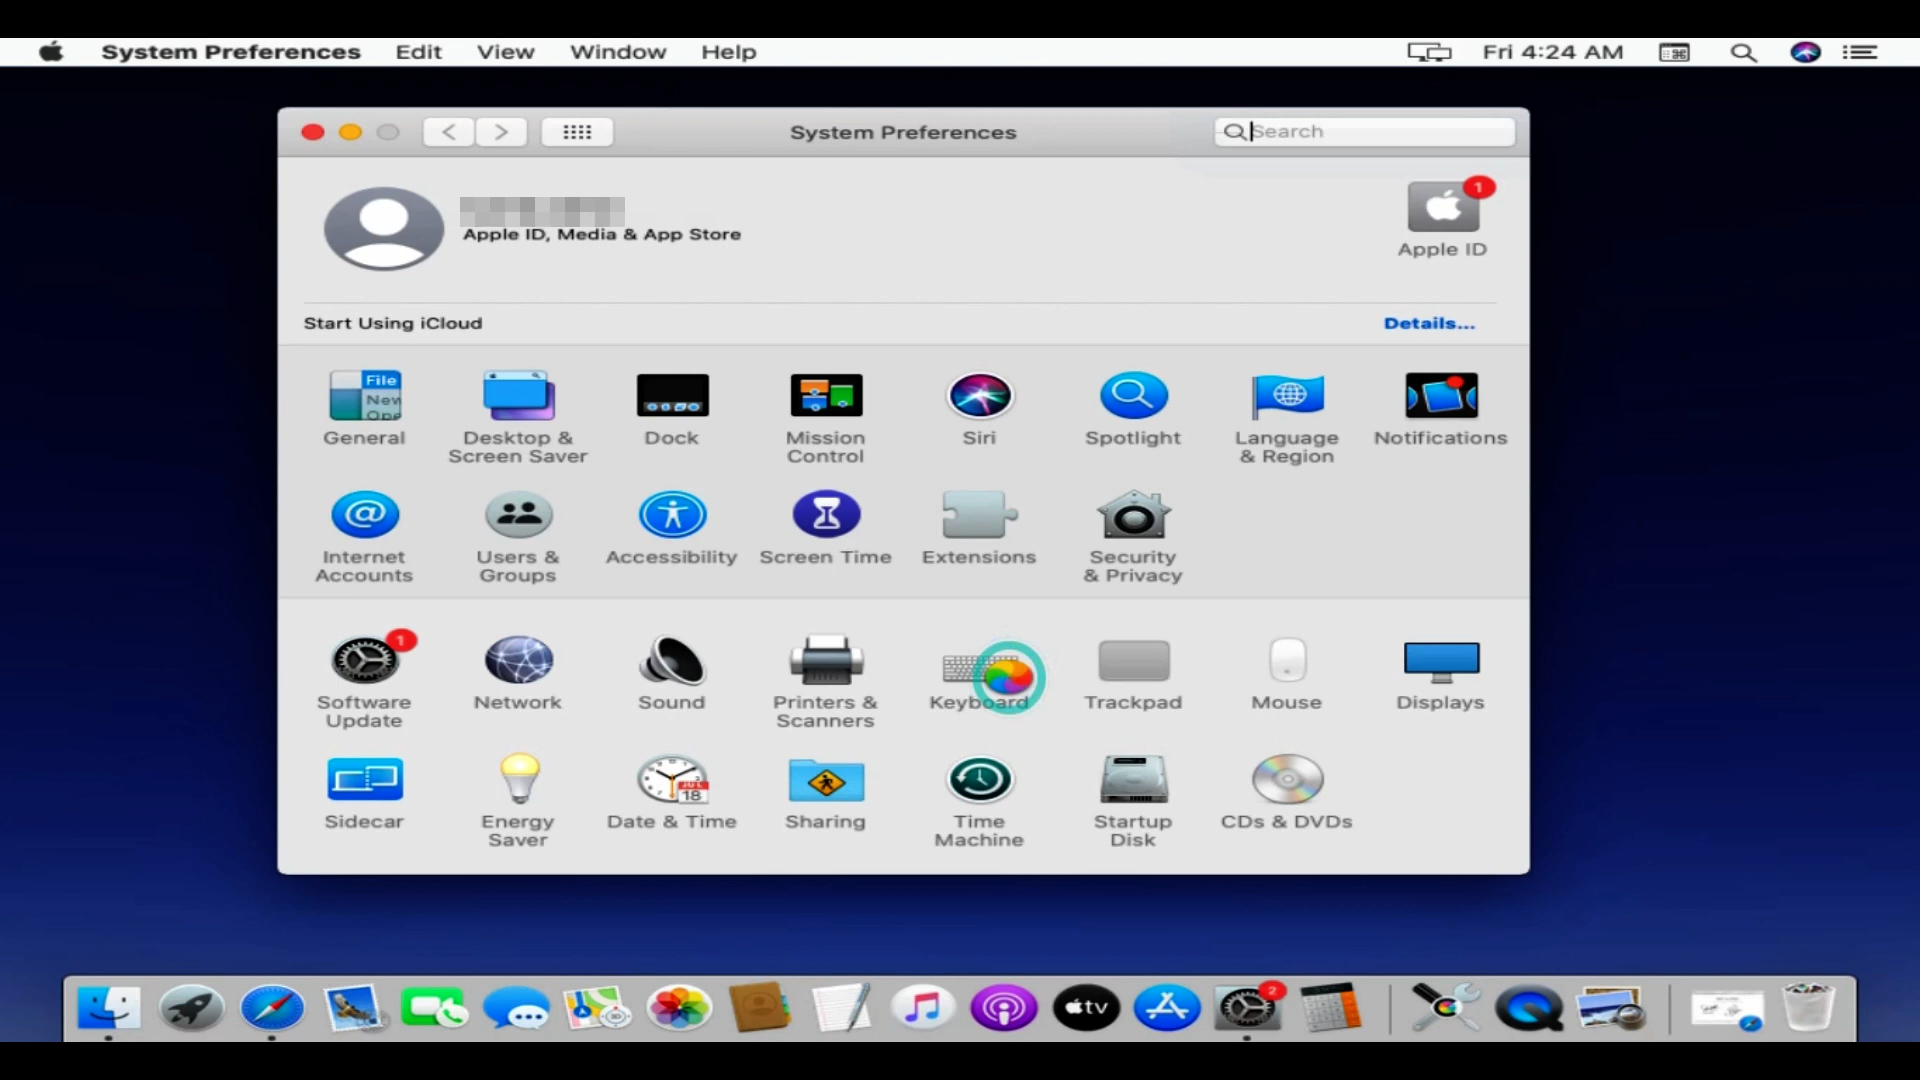 System Preferences Edit View Window Help Fri 4:24 AM
System Preferences
Search
Apple ID, Media & App Store
1
Apple ID
Start Using iCloud
Details...
File
New
Ope
General
Desktop &
Screen Saver
Dock
Mission
Control
Siri
Spotlight
Language
& Region
Notifications
Internet
Accounts
Users &
Groups
Accessibility
Screen Time
Extensions
Security
& Privacy
1
Software
Update
Network
Sound
Printers &
Scanners
Keyboard
Trackpad
Mouse
Displays
Sidecar
Energy
Saver
JUL
18
Date & Time
Sharing
Time
Machine
Startup
Disk
CDs & DVDs
tv
2